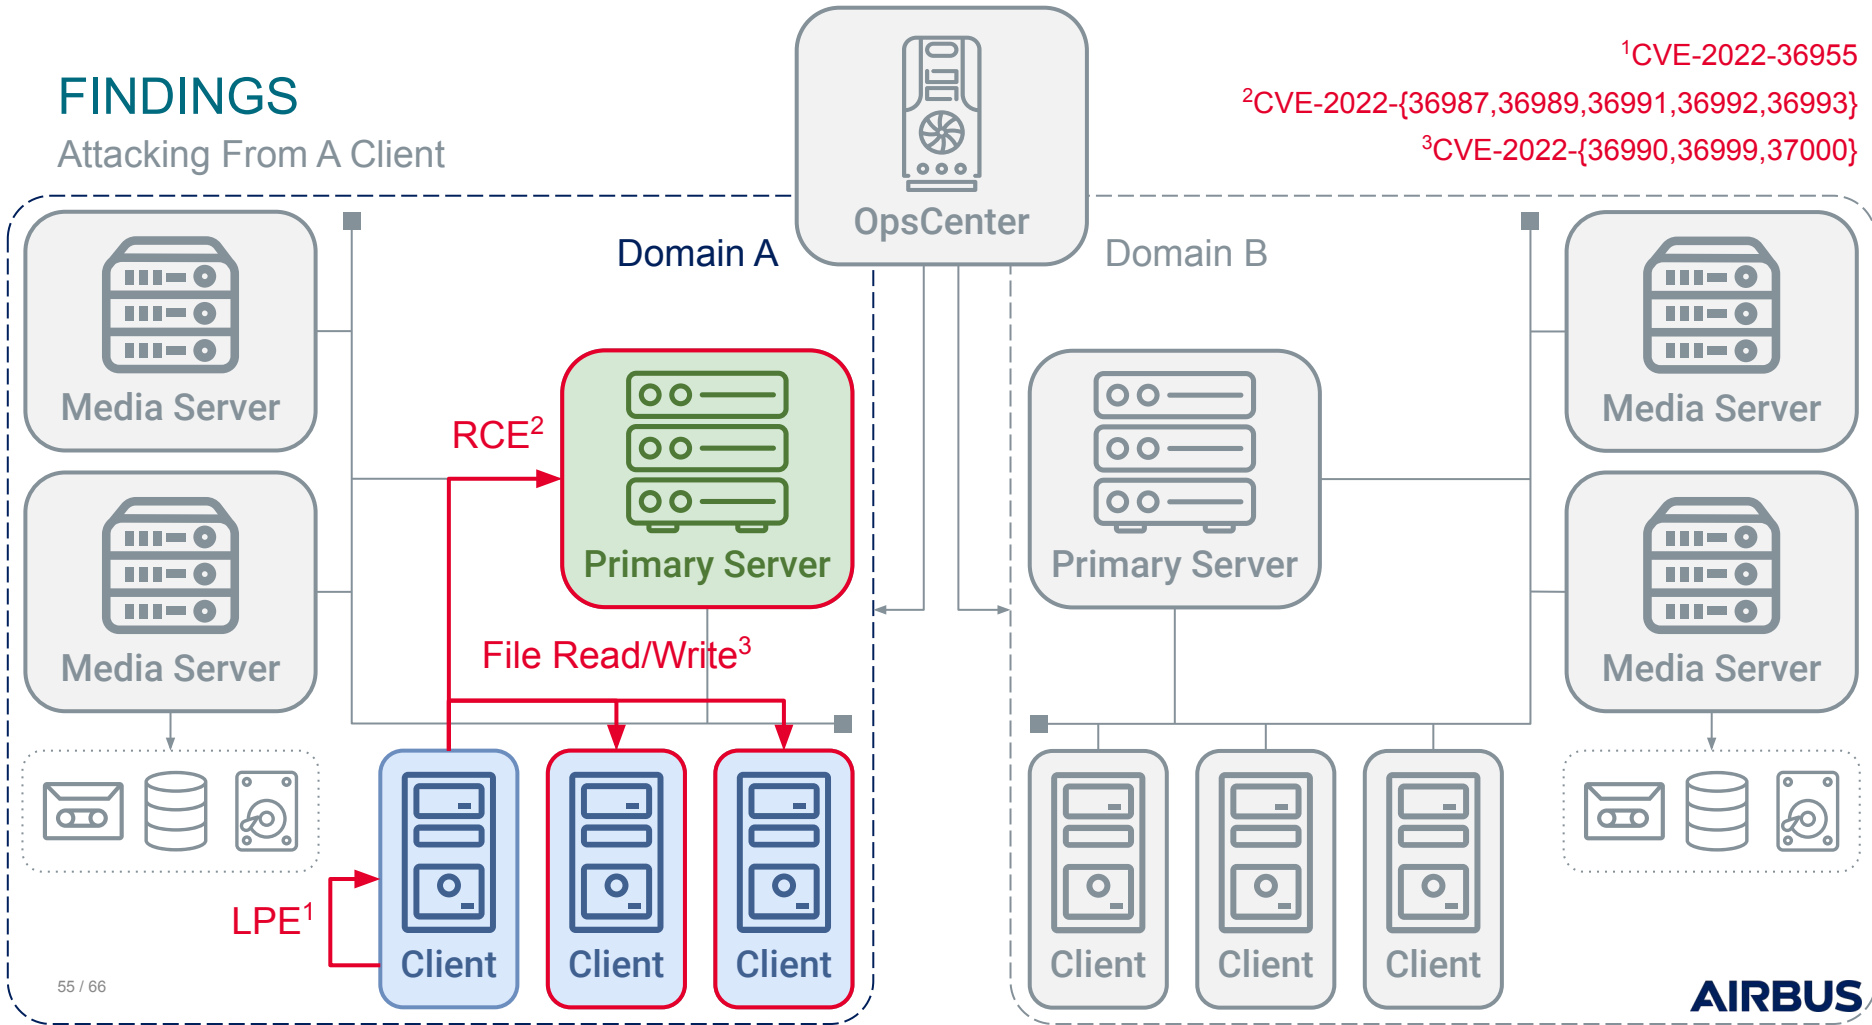 FINDINGS
Attacking From A Client
¹CVE-2022-36955
²CVE-2022-{36987,36989,36991,36992,36993}
³CVE-2022-{36990,36999,37000}
OpsCenter
Domain A
Domain B
Media Server
Media Server
RCE²
Primary Server
File Read/Write³
LPE¹
Client
Client
Client
Primary Server
Media Server
Media Server
Client
Client
Client
55 / 66
AIRBUS